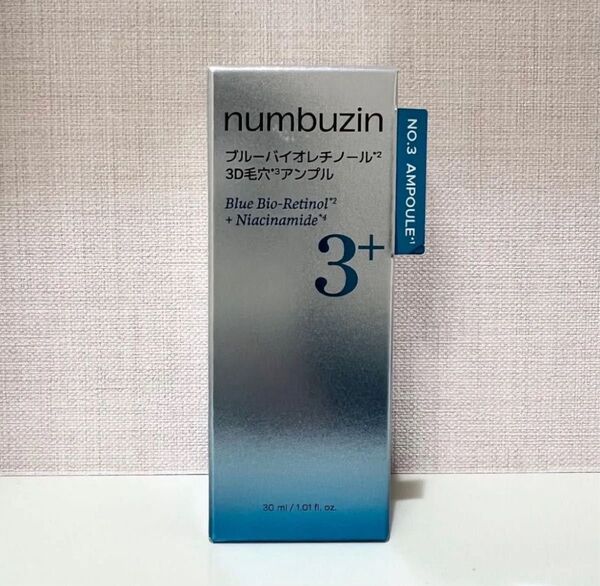 numbuzin
ブルーバイオレチノール*2
3D毛穴*3アンプル
Blue Bio-Retinol*2
+ Niacinamide*4
3+
NO.3 AMPOULE*1
30 ml / 1.01 fl. oz.